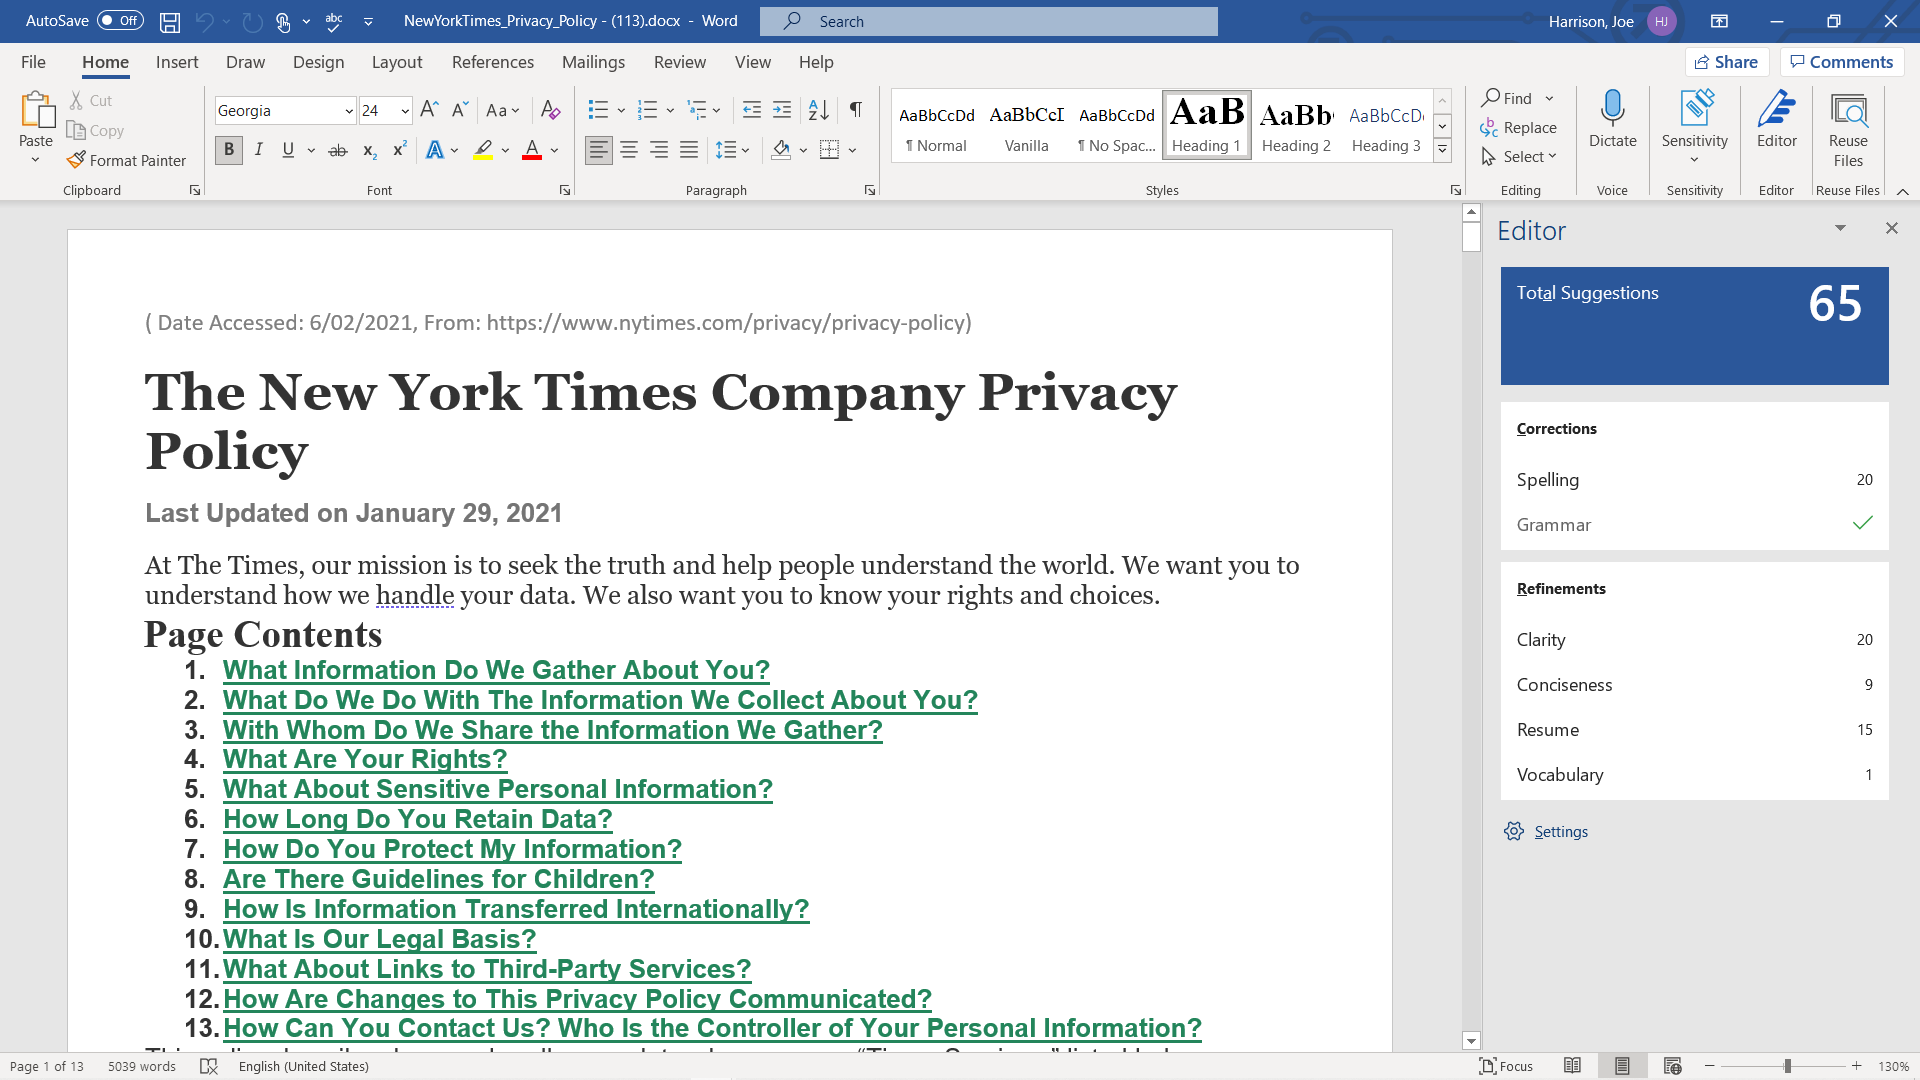 AutoSave Off NewYorkTimes_Privacy_Policy - (113).docx - Word Search Harrison, Joe HJ
File Home Insert Draw Design Layout References Mailings Review View Help Share Comments
Paste Cut Copy Format Painter Clipboard
Georgia 24 Font
Paragraph
AaBbCcDd ¶ Normal
AaBbCcI Vanilla
AaBbCcDd ¶ No Spac...
AaB Heading 1
AaBb Heading 2
AaBbCcD Heading 3
Styles
Find Replace Select Editing
Dictate Voice
Sensitivity Sensitivity
Editor Editor
Reuse Files Reuse Files
( Date Accessed: 6/02/2021, From: https://www.nytimes.com/privacy/privacy-policy)
The New York Times Company Privacy
Policy
Last Updated on January 29, 2021
At The Times, our mission is to seek the truth and help people understand the world. We want you to
understand how we handle your data. We also want you to know your rights and choices.
Page Contents
1. What Information Do We Gather About You?
2. What Do We Do With The Information We Collect About You?
3. With Whom Do We Share the Information We Gather?
4. What Are Your Rights?
5. What About Sensitive Personal Information?
6. How Long Do You Retain Data?
7. How Do You Protect My Information?
8. Are There Guidelines for Children?
9. How Is Information Transferred Internationally?
10. What Is Our Legal Basis?
11. What About Links to Third-Party Services?
12. How Are Changes to This Privacy Policy Communicated?
13. How Can You Contact Us? Who Is the Controller of Your Personal Information?
Editor
Total Suggestions 65
Corrections
Spelling 20
Grammar
Refinements
Clarity 20
Conciseness 9
Resume 15
Vocabulary 1
Settings
Page 1 of 13 5039 words English (United States) Focus 130%